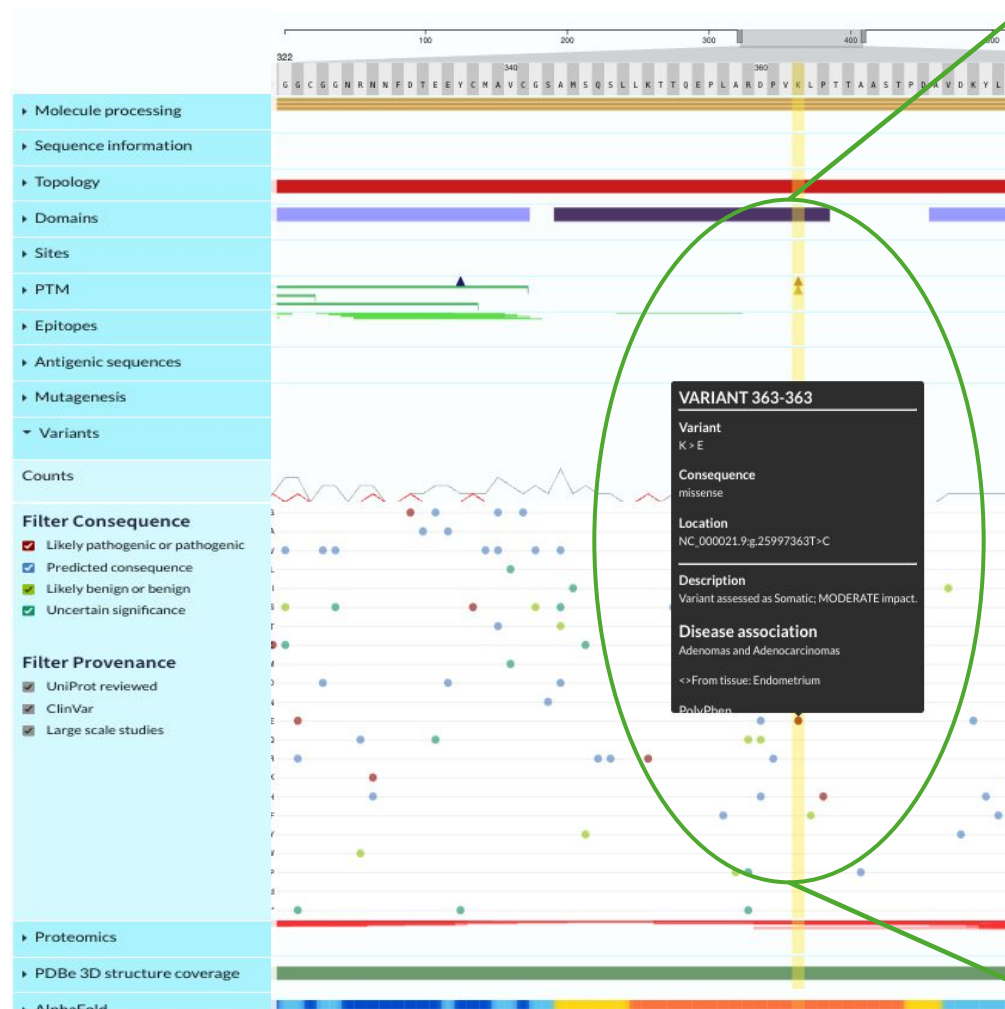 100 200 300 400 500
322
340 360
G G C G G N R N N F D T E E Y C M A V C G S A M S Q S L L K T T Q E P L A R D P V K L P T T A A S T P D A V D K Y L
Molecule processing
Sequence information
Topology
Domains
Sites
PTM
Epitopes
Antigenic sequences
Mutagenesis
Variants
Counts
VARIANT 363-363
Variant
K > E
Consequence
missense
Location
NC_000021.9:g.25997363T>C
Description
Variant assessed as Somatic; MODERATE impact.
Disease association
Adenomas and Adenocarcinomas
<>From tissue: Endometrium
PolyPhen
Filter Consequence
Likely pathogenic or pathogenic
Predicted consequence
Likely benign or benign
Uncertain significance
Filter Provenance
UniProt reviewed
ClinVar
Large scale studies
Proteomics
PDBe 3D structure coverage
AlphaFold